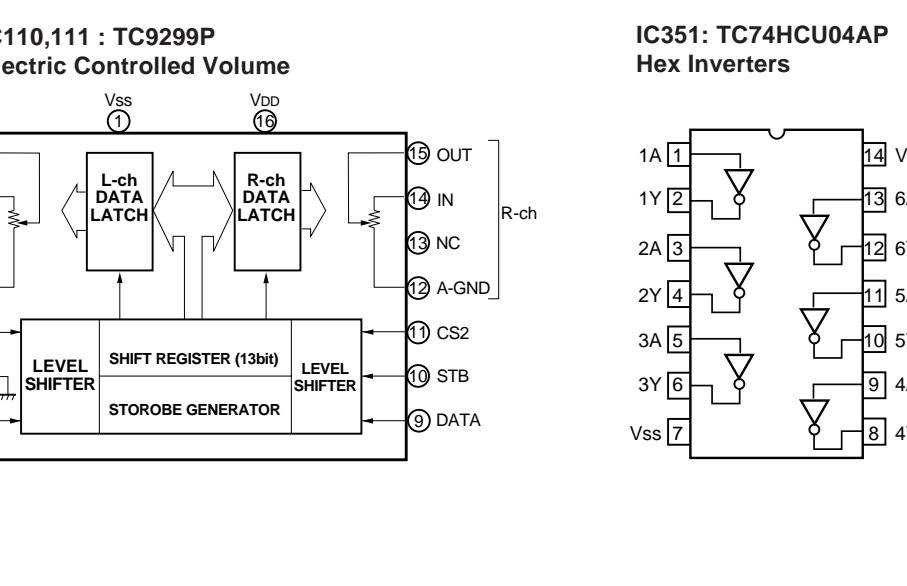 C110,111 : TC9299P
lectric Controlled Volume
Vss
1
VDD
16
L-ch
DATA
LATCH
R-ch
DATA
LATCH
15 OUT
14 IN
13 NC
12 A-GND
R-ch
11 CS2
10 STB
9 DATA
LEVEL
SHIFTER
SHIFT REGISTER (13bit)
STOROBE GENERATOR
LEVEL
SHIFTER
IC351: TC74HCU04AP
Hex Inverters
1A 1
1Y 2
2A 3
2Y 4
3A 5
3Y 6
Vss 7
14 V
13 6
12 6
11 5
10 5
9 4
8 4